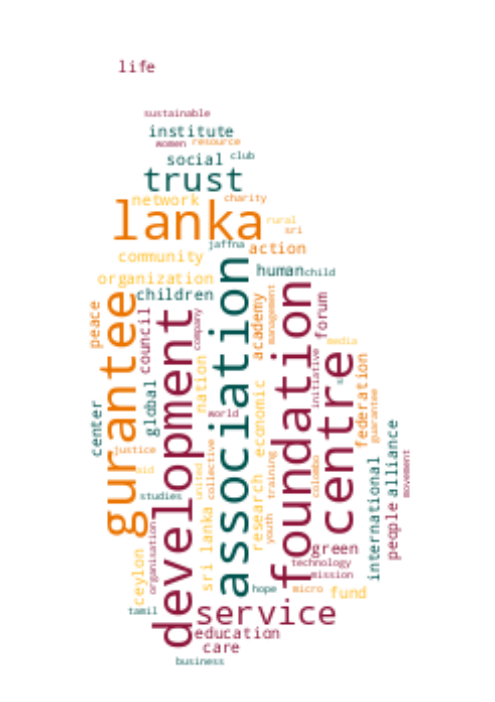 life
sustainable
institute
women
resource
social
club
trust
network
charity
lanka
rural
sri
jaffna
action
community
human
child
organization
children
gurantee
development
association
foundation
centre
peace
council
company
academy
management
forum
media
nation
global
economic
initiative
s
federation
guarantee
center
world
justice
aid
united
collective
studies
training
colombo
research
youth
sri lanka
international
alliance
people
movement
organisation
ceylon
green
technology
mission
hope
micro
fund
tamil
service
education
care
business